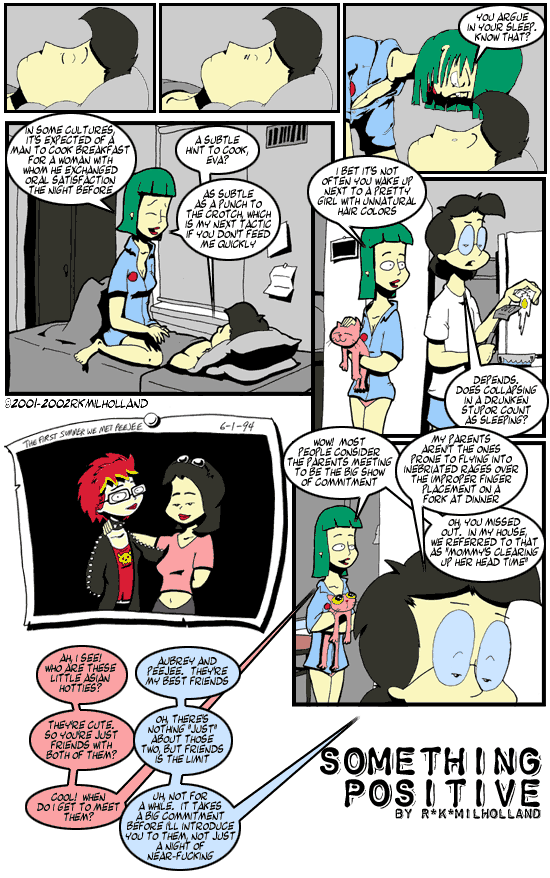 YOU ARGUE
IN YOUR SLEEP.
KNOW THAT?
IN SOME CULTURES,
IT'S EXPECTED OF A
MAN TO COOK BREAKFAST
FOR A WOMAN WITH
WHOM HE EXCHANGED
ORAL SATISFACTION
THE NIGHT BEFORE
A SUBTLE
HINT TO COOK,
EVA?
AS SUBTLE
AS A PUNCH TO
THE CROTCH, WHICH
IS MY NEXT TACTIC
IF YOU DON'T FEED
ME QUICKLY
I BET IT'S NOT
OFTEN YOU WAKE UP
NEXT TO A PRETTY
GIRL WITH UNNATURAL
HAIR COLORS
DEPENDS.
DOES COLLAPSING
IN A DRUNKEN
STUPOR COUNT
AS SLEEPING?
©2001-2002RKMILHOLLAND
THE FIRST SUMMER WE MET PEEJEE
6-1-94
AH, I SEE!
WHO ARE THESE
LITTLE ASIAN
HOTTIES?
AUBREY AND
PEEJEE. THEY'RE
MY BEST FRIENDS
THEY'RE CUTE.
SO YOU'RE JUST
FRIENDS WITH
BOTH OF THEM?
OH, THERE'S
NOTHING "JUST"
ABOUT THOSE
TWO, BUT FRIENDS
IS THE LIMIT
COOL! WHEN
DO I GET TO MEET
THEM?
UH, NOT FOR
A WHILE. IT TAKES
A BIG COMMITMENT
BEFORE I'LL INTRODUCE
YOU TO THEM, NOT JUST
A NIGHT OF
NEAR-FUCKING
WOW! MOST
PEOPLE CONSIDER
THE PARENTS MEETING
TO BE THE BIG SHOW
OF COMMITMENT
MY PARENTS
AREN'T THE ONES
PRONE TO FLYING INTO
INEBRIATED RAGES OVER
THE IMPROPER FINGER
PLACEMENT ON A
FORK AT DINNER
OH, YOU MISSED
OUT. IN MY HOUSE,
WE REFERRED TO THAT
AS "MOMMY'S CLEARING
UP HER HEAD TIME"
SOMETHING
POSITIVE
BY R*K*MILHOLLAND